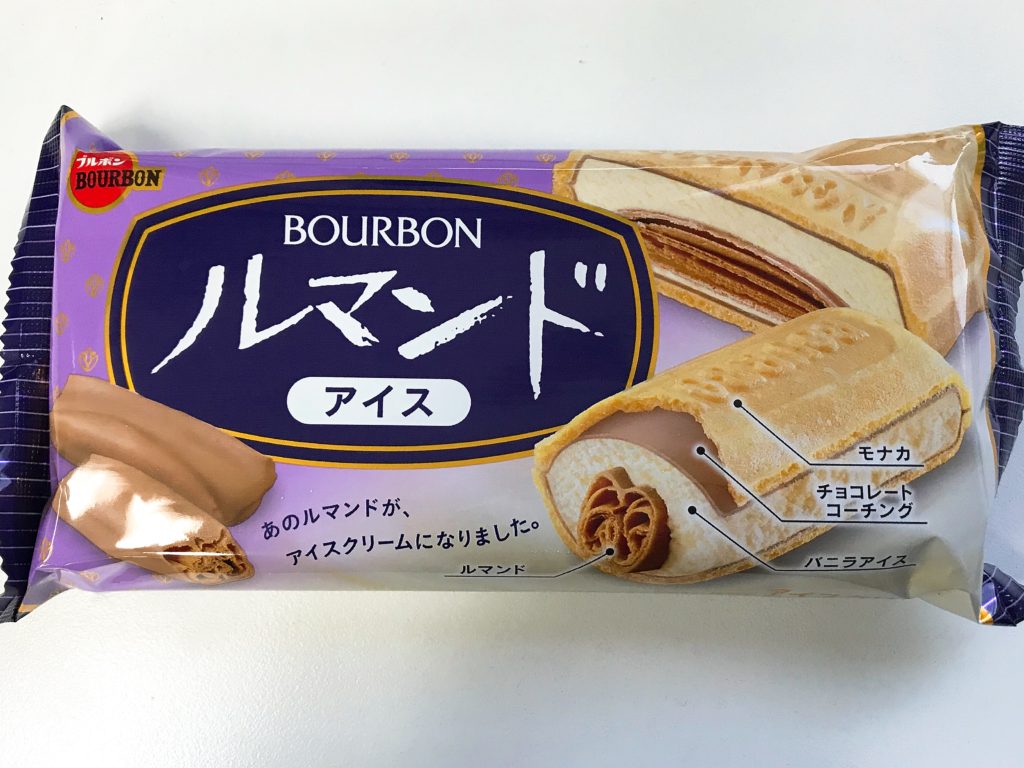 ブルボン
BOURBON
BOURBON
ルマンド
アイス
あのルマンドが、
アイスクリームになりました。
ルマンド
モナカ
チョコレート
コーチング
バニラアイス